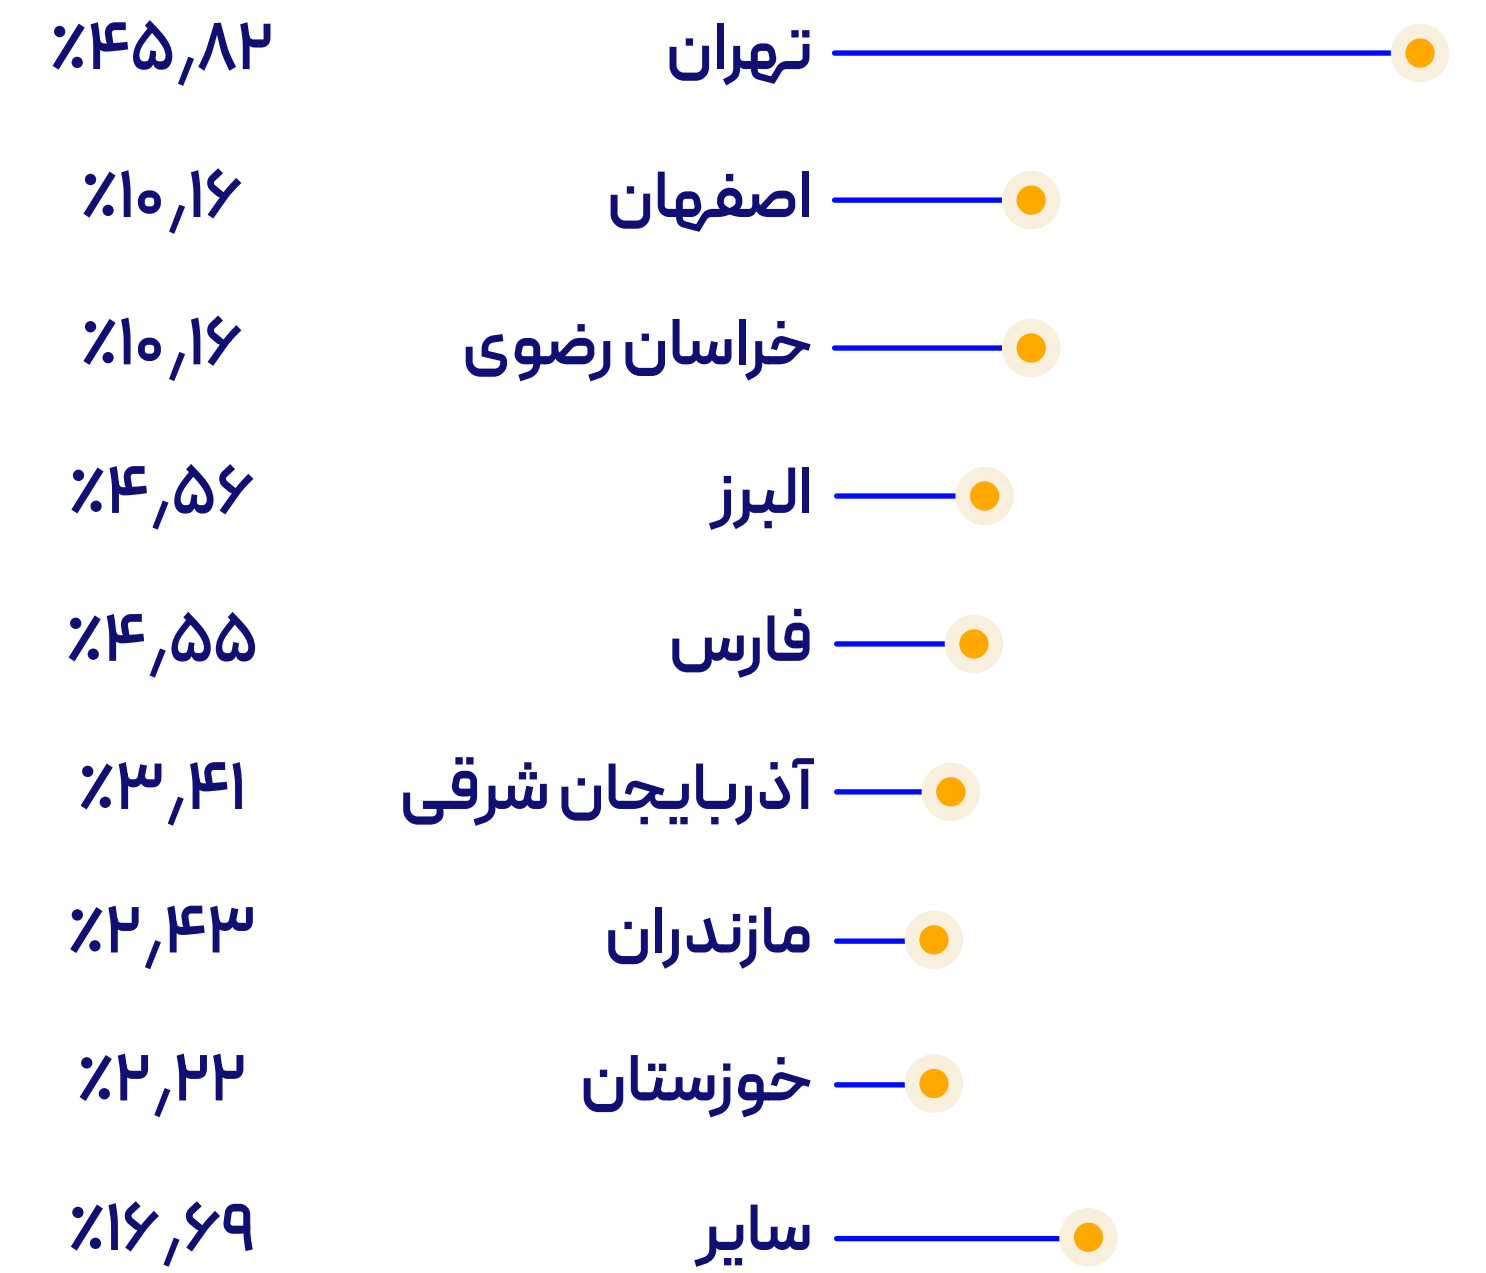 تهران ٪۴۵٫۸۲
اصفهان ٪۱۰٫۱۶
خراسان رضوی ٪۱۰٫۱۶
البرز ٪۴٫۵۶
فارس ٪۴٫۵۵
آذربایجان شرقی ٪۳٫۴۱
مازندران ٪۲٫۴۳
خوزستان ٪۲٫۲۲
سایر ٪۱۶٫۶۹